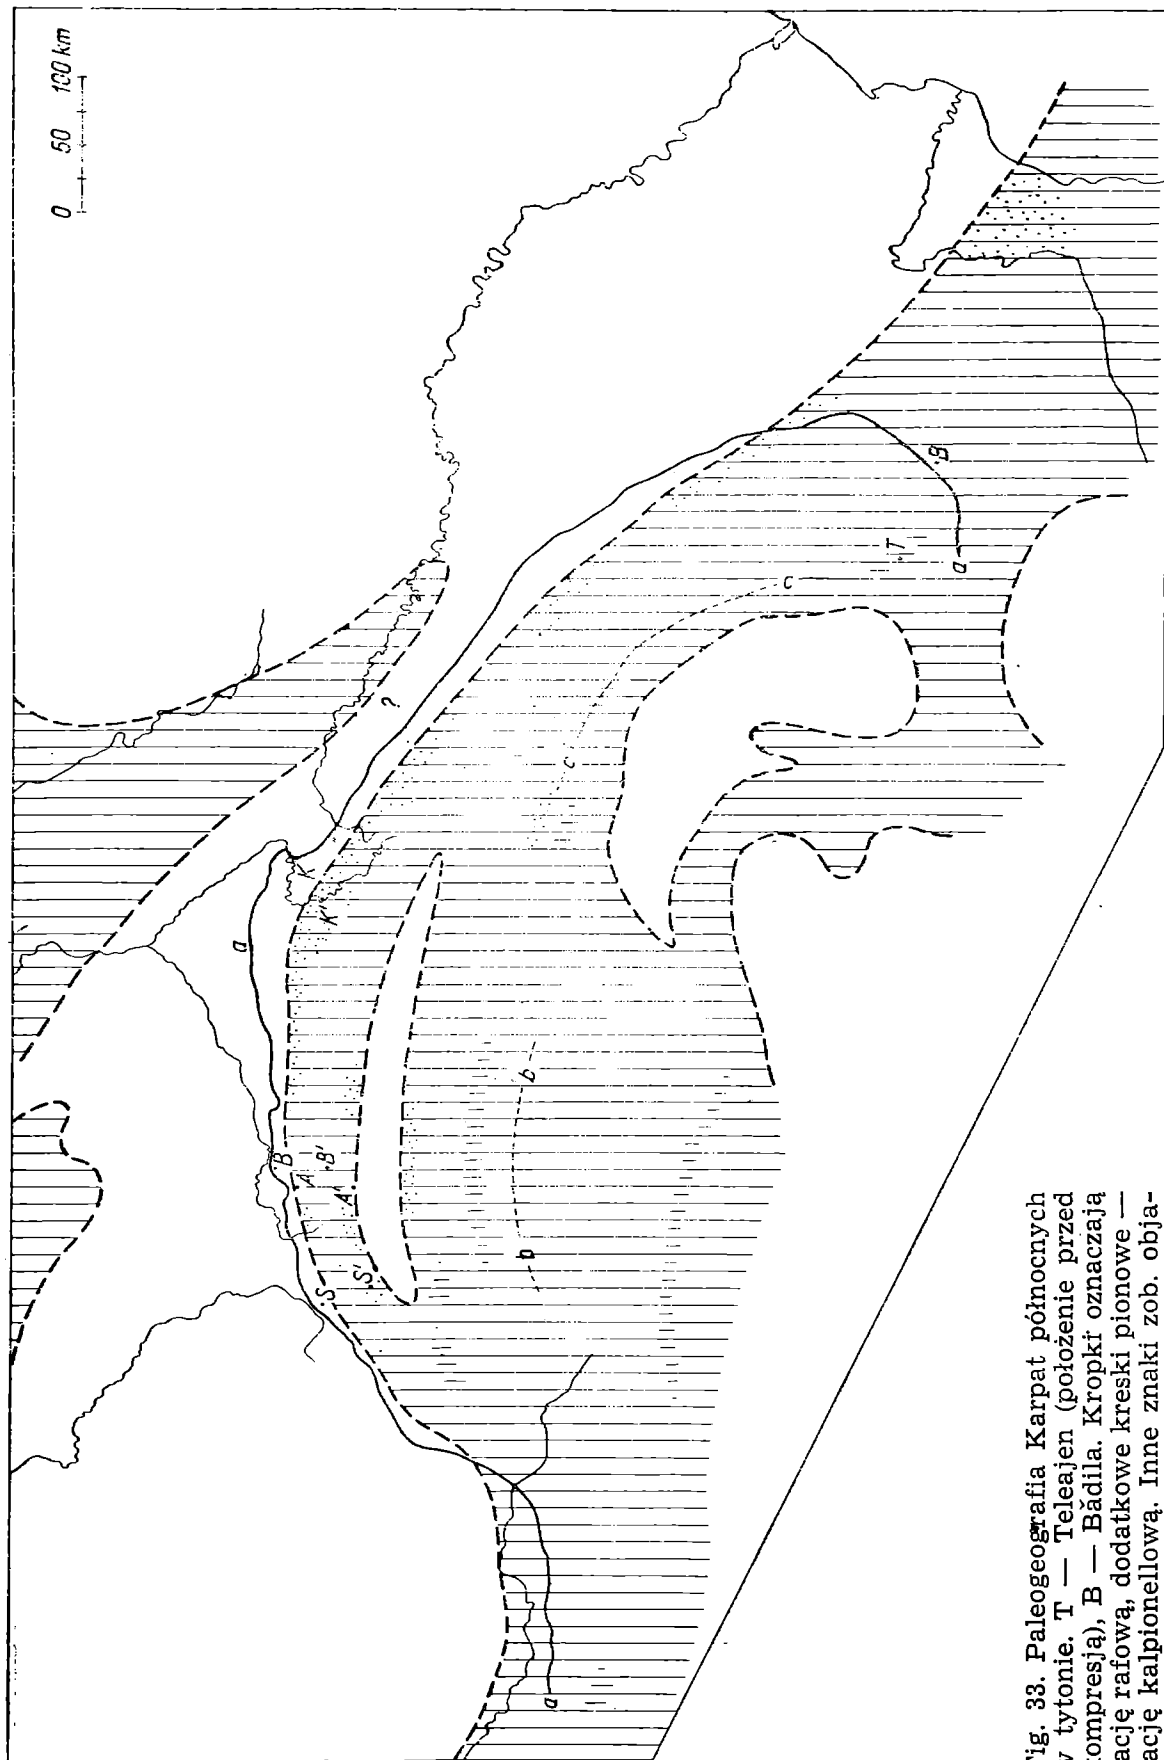 0 50 100 km
a
K'
?
B
A
B'
A'
S
S'
b
b
c
c
T
B
a
a
Fig. 33. Paleogeografia Karpat północnych
w tytonie. T — Teleajen (położenie przed
kompresją), B — Bădila. Kropki oznaczają
ację rafową, dodatkowe kreski pionowe —
ację kalpionellową. Inne znaki zob. obja-